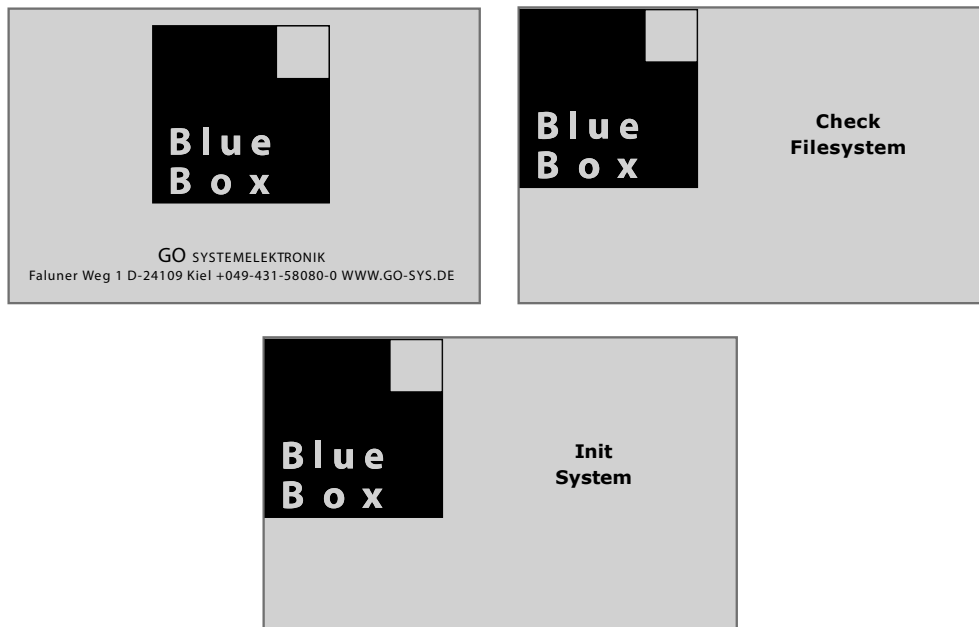 Blue
Box
GO SYSTEMELEKTRONIK
Faluner Weg 1 D-24109 Kiel +049-431-58080-0 WWW.GO-SYS.DE
Blue
Box
Check
Filesystem
Blue
Box
Init
System